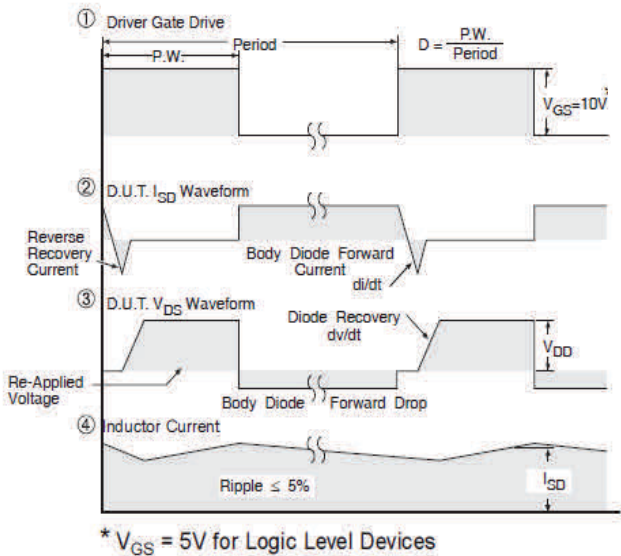 ① Driver Gate Drive
Period
P.W.
D = P.W. / Period
VGS=10V*
② D.U.T. ISD Waveform
Reverse
Recovery
Current
Body Diode Forward
Current
di/dt
③ D.U.T. VDS Waveform
Diode Recovery
dv/dt
VDD
Re-Applied
Voltage
Body Diode Forward Drop
④ Inductor Current
Ripple ≤ 5%
ISD
* VGS = 5V for Logic Level Devices